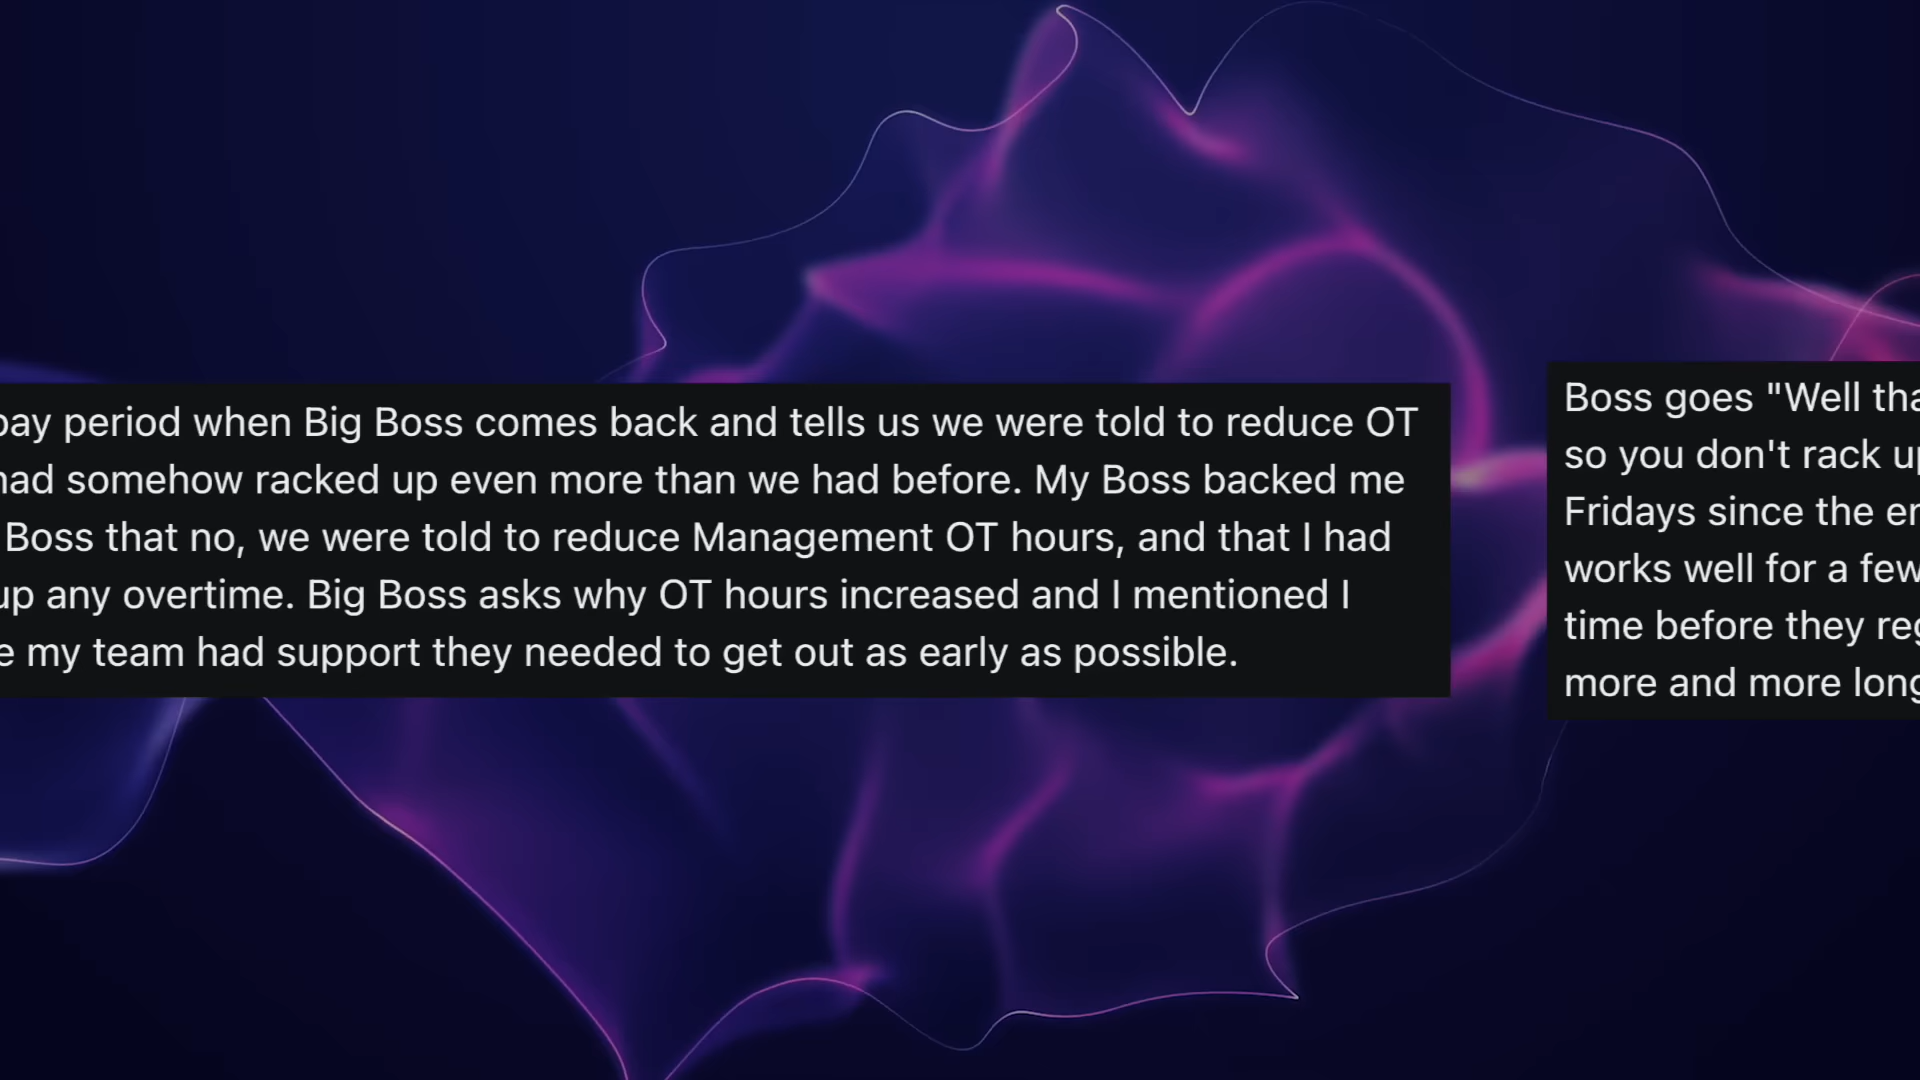 pay period when Big Boss comes back and tells us we were told to reduce OT
had somehow racked up even more than we had before. My Boss backed me
Boss that no, we were told to reduce Management OT hours, and that I had
up any overtime. Big Boss asks why OT hours increased and I mentioned I
my team had support they needed to get out as early as possible.
Boss goes "Well
so you don't rack
Fridays since the
works well for a few
time before they
more and more